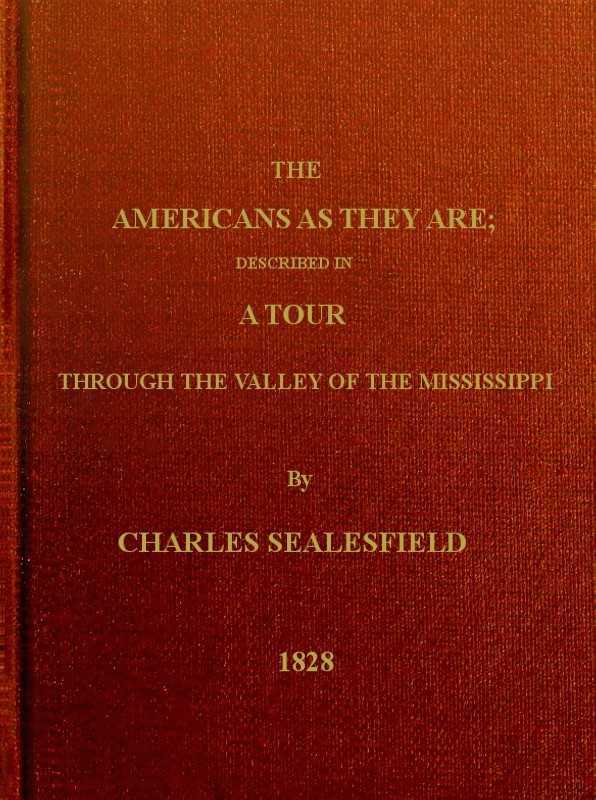 THE
AMERICANS AS THEY ARE;
DESCRIBED IN
A TOUR
THROUGH THE VALLEY OF THE MISSISSIPPI
By
CHARLES SEALESFIELD
1828